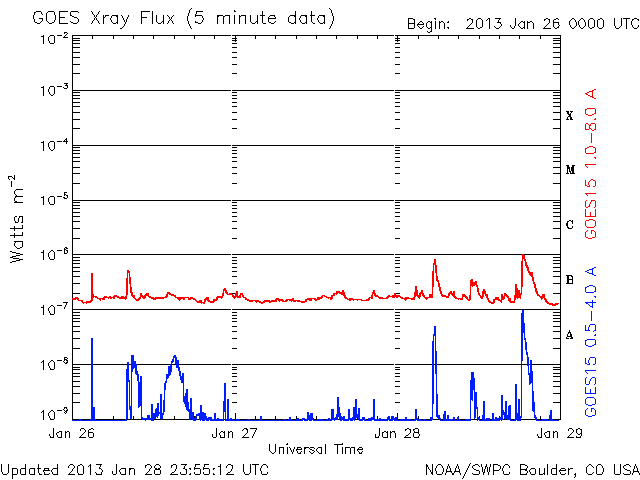 GOES Xray Flux (5 minute data)
Begin: 2013 Jan 26 0000 UTC
10-2
10-3
10-4
10-5
10-6
10-7
10-8
10-9
Watts m-2
X
M
C
B
A
GOES15 1.0-8.0 A
GOES15 0.5-4.0 A
Jan 26
Jan 27
Jan 28
Jan 29
Universal Time
Updated 2013 Jan 28 23:55:12 UTC
NOAA/SWPC Boulder, CO USA